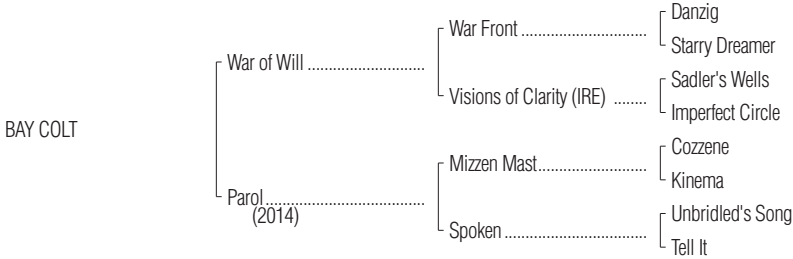 Danzig
War Front ..............................
Starry Dreamer
War of Will ............................
Sadler's Wells
Visions of Clarity (IRE) ........
Imperfect Circle
BAY COLT
Cozzene
Mizzen Mast..........................
Kinema
Parol......................................
(2014)
Unbridled's Song
Spoken ..................................
Tell It